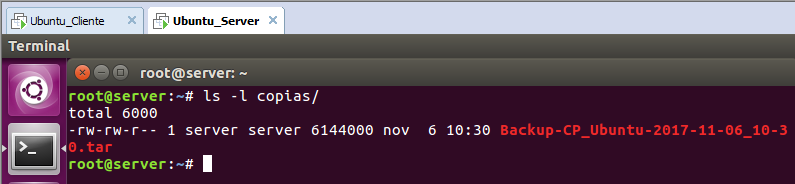 Ubuntu_Cliente × Ubuntu_Server ×
Terminal
root@server: ~
root@server:~# ls -l copias/
total 6000
-rw-rw-r-- 1 server server 6144000 nov  6 10:30 Backup-CP_Ubuntu-2017-11-06_10-3
0.tar
root@server:~#